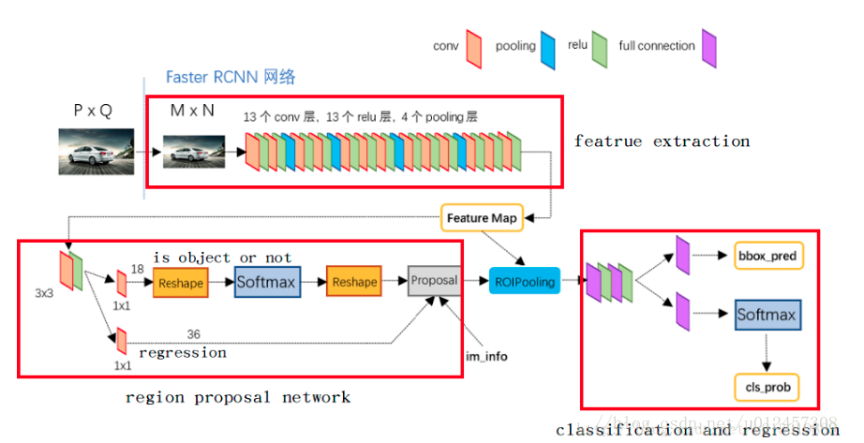 conv
pooling
relu
full connection
Faster RCNN 网络
P x Q
M x N
13 个 conv 层，13 个 relu 层，4 个 pooling 层
featrue extraction
Feature Map
is object or not
18
3x3
1x1
Reshape
Softmax
Reshape
Proposal
ROIPooling
bbox_pred
Softmax
36
regression
1x1
im_info
cls_prob
region proposal network
classification and regression